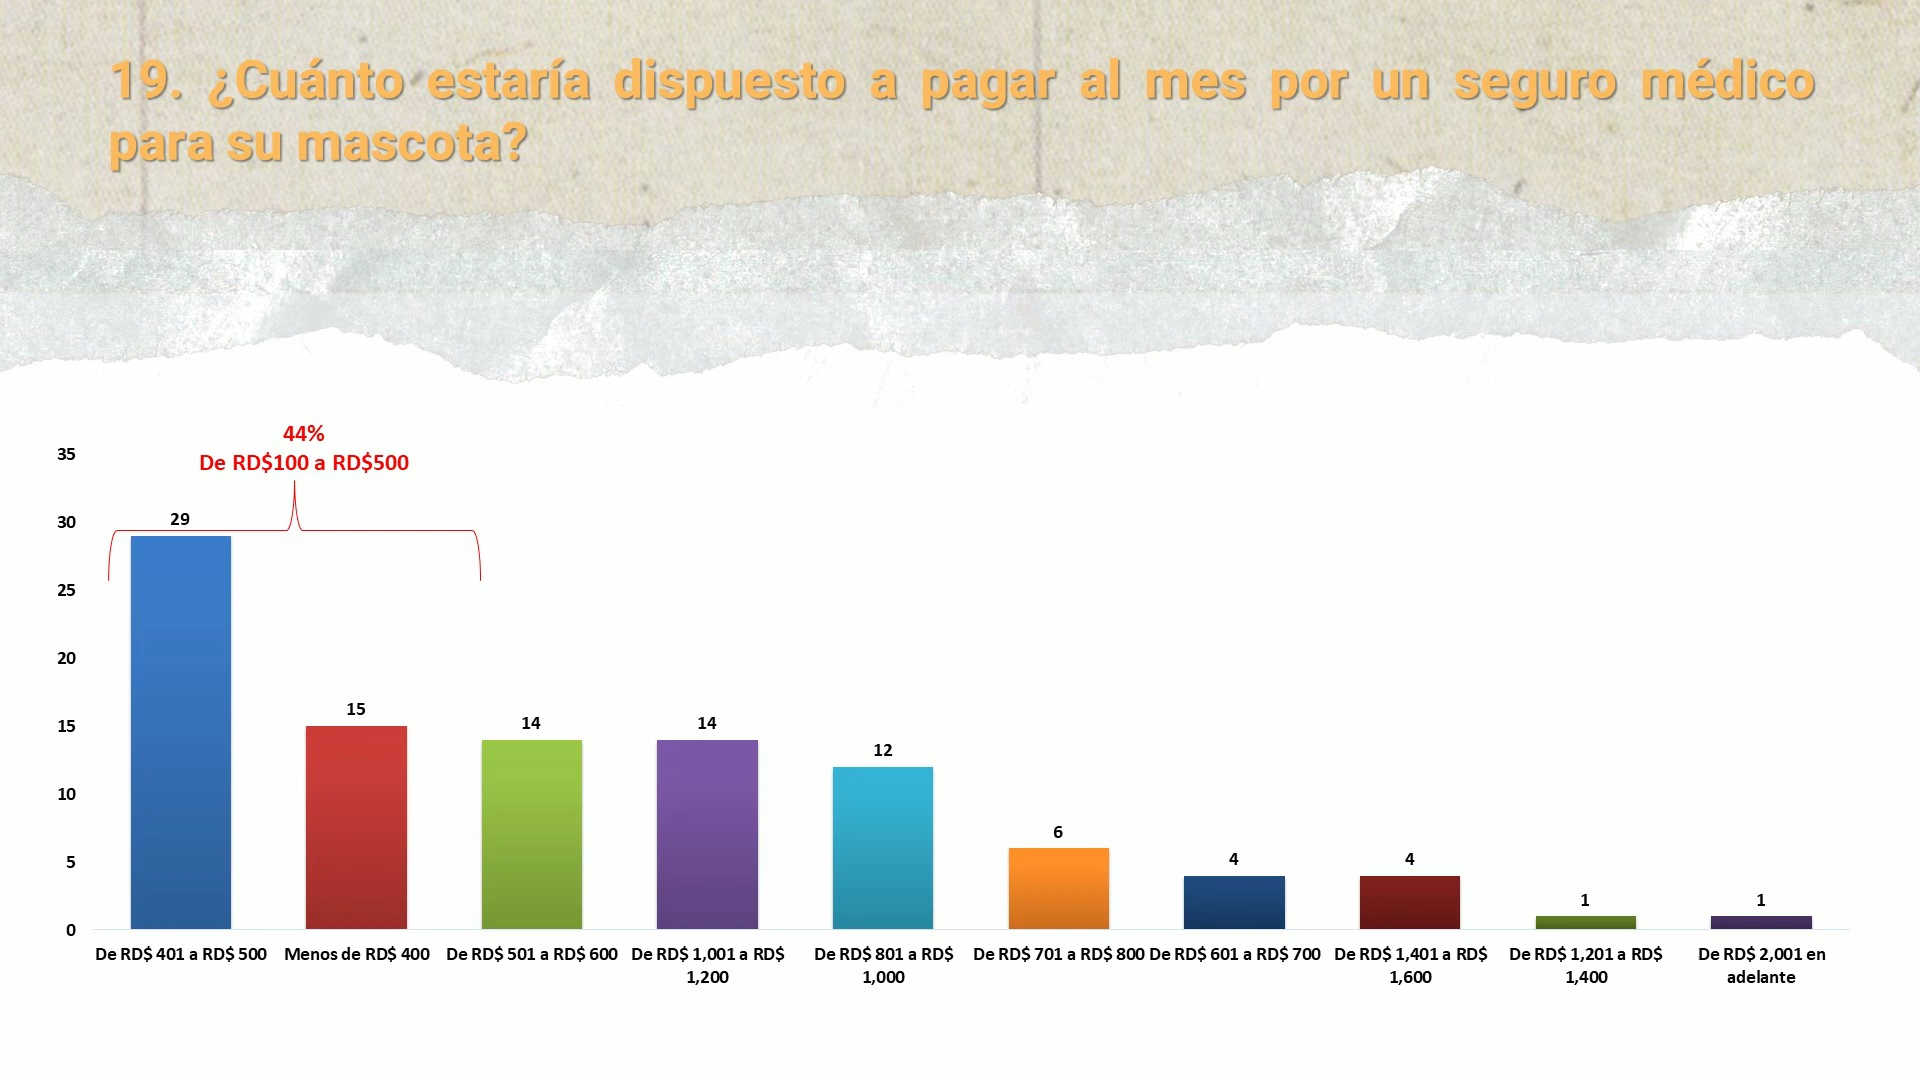 19. ¿Cuánto estaría dispuesto a pagar al mes por un seguro médico
para su mascota?
44%
De RD$100 a RD$500
35
30
25
20
15
10
5
0
29
15
14
14
12
6
4
4
1
1
De RD$ 401 a RD$ 500
Menos de RD$ 400
De RD$ 501 a RD$ 600
De RD$ 1,001 a RD$
1,200
De RD$ 801 a RD$
1,000
De RD$ 701 a RD$ 800
De RD$ 601 a RD$ 700
De RD$ 1,401 a RD$
1,600
De RD$ 1,201 a RD$
1,400
De RD$ 2,001 en
adelante